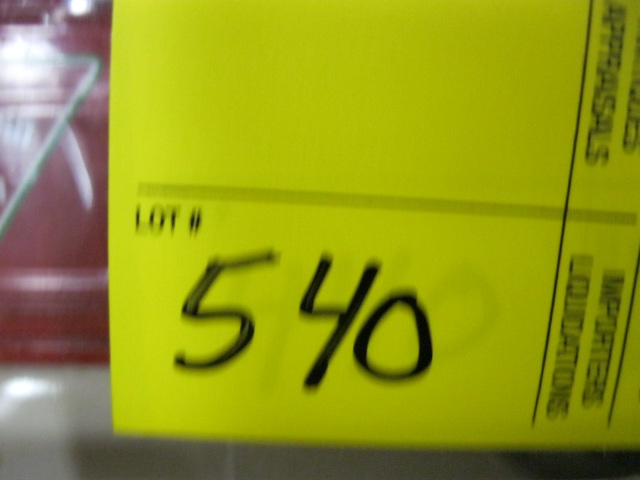 LOT #
540
APPRAISALS
IMPORTERS
LIQUIDATIONS